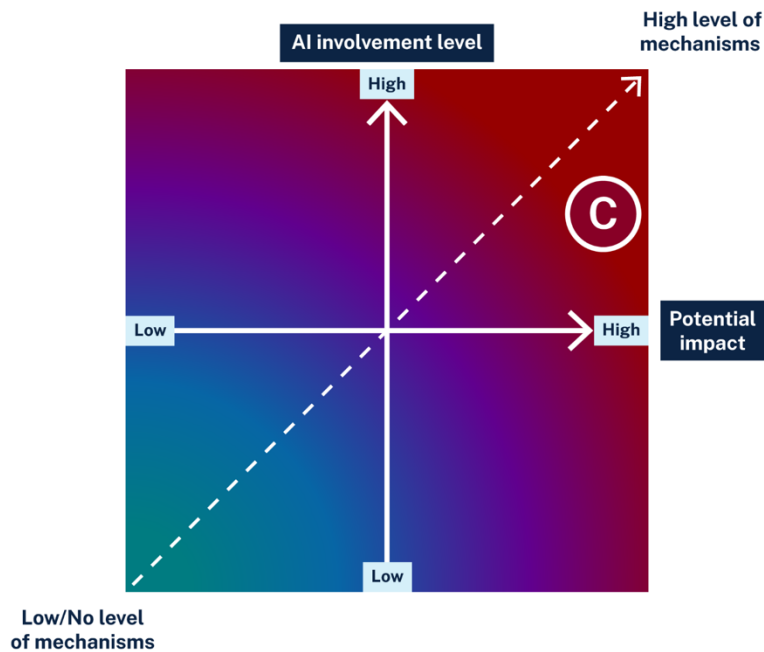 High level of
mechanisms
AI involvement level
High
C
Low
High
Potential
impact
Low
Low/No level
of mechanisms